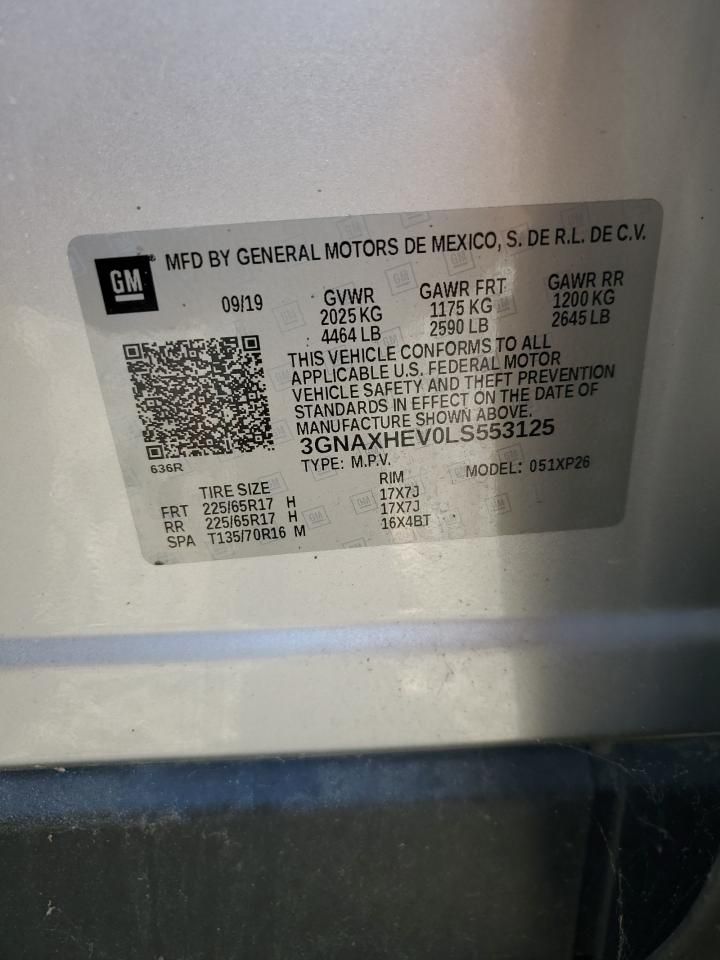 GM® MFD BY GENERAL MOTORS DE MEXICO, S. DE R.L. DE C.V.
09/19 GVWR GAWR FRT GAWR RR
2025 KG 1175 KG 1200 KG
4464 LB 2590 LB 2645 LB
THIS VEHICLE CONFORMS TO ALL
APPLICABLE U.S. FEDERAL MOTOR
VEHICLE SAFETY AND THEFT PREVENTION
STANDARDS IN EFFECT ON THE DATE OF
MANUFACTURE SHOWN ABOVE.
3GNAXHEV0LS553125
636R TYPE: M.P.V. MODEL: 051XP26
TIRE SIZE RIM
FRT 225/65R17 H 17X7J
RR 225/65R17 H 17X7J
SPA T135/70R16 M 16X4BT